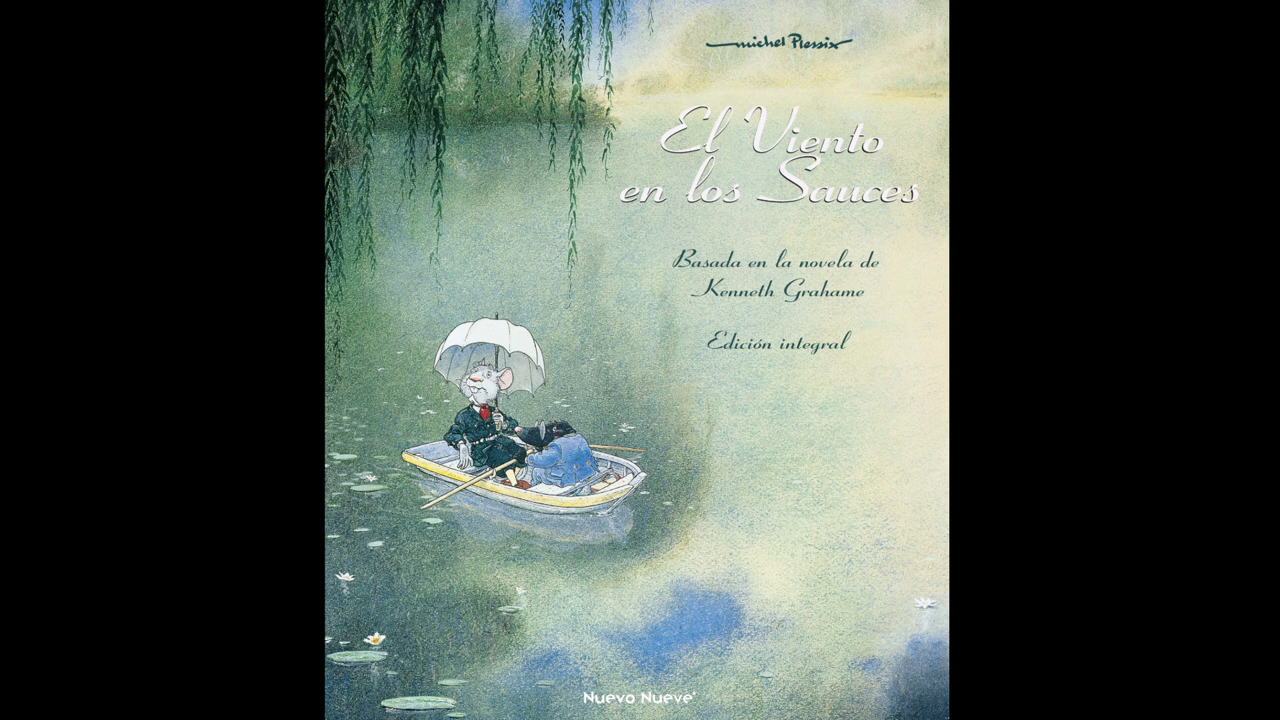 michel Plessix
El Viento
en los Sauces
Basada en la novela de
Kenneth Grahame
Edición integral
Nuevo Nueve